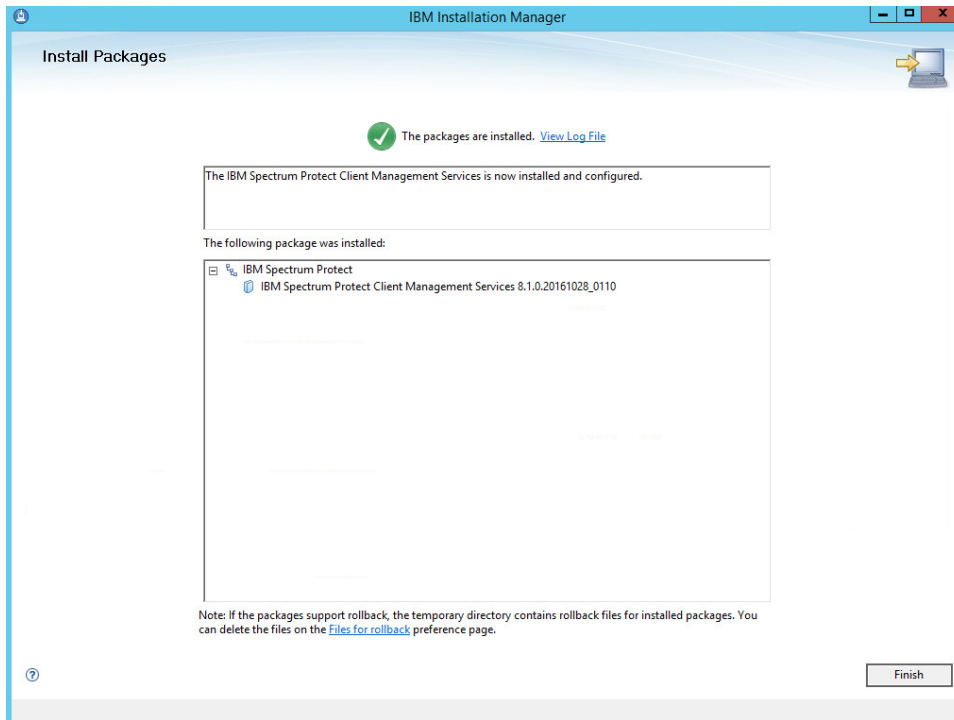 IBM Installation Manager
Install Packages
The packages are installed. View Log File
The IBM Spectrum Protect Client Management Services is now installed and configured.
The following package was installed:
IBM Spectrum Protect
IBM Spectrum Protect Client Management Services 8.1.0.20161028_0110
Note: If the packages support rollback, the temporary directory contains rollback files for installed packages. You
can delete the files on the Files for rollback preference page.
?
Finish